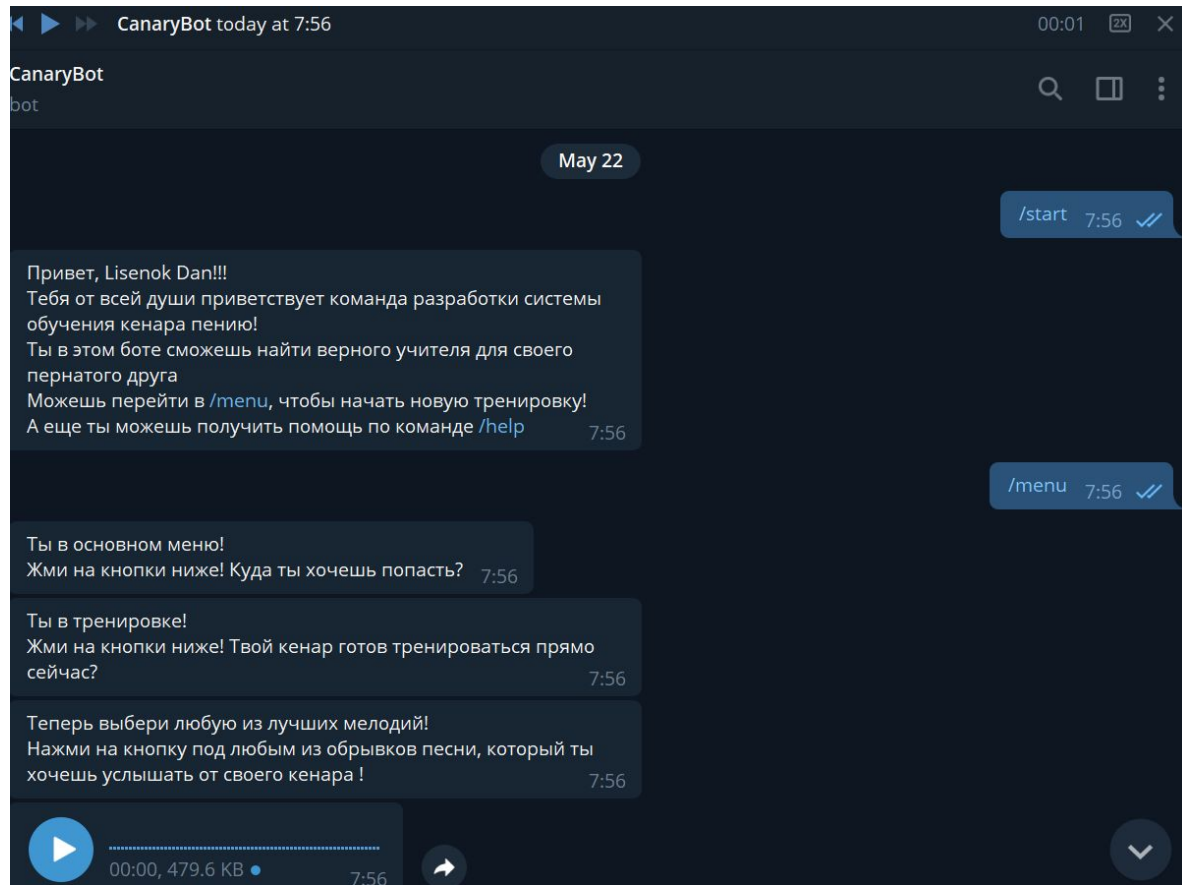 CanaryBot today at 7:56
00:01
2X
CanaryBot
bot
May 22
/start 7:56
Привет, Lisenok Dan!!!
Тебя от всей души приветствует команда разработки системы
обучения кенара пению!
Ты в этом боте сможешь найти верного учителя для своего
пернатого друга
Можешь перейти в /menu, чтобы начать новую тренировку!
А еще ты можешь получить помощь по команде /help 7:56
/menu 7:56
Ты в основном меню!
Жми на кнопки ниже! Куда ты хочешь попасть? 7:56
Ты в тренировке!
Жми на кнопки ниже! Твой кенар готов тренироваться прямо
сейчас? 7:56
Теперь выбери любую из лучших мелодий!
Нажми на кнопку под любым из обрывков песни, который ты
хочешь услышать от своего кенара ! 7:56
00:00, 479.6 KB 7:56